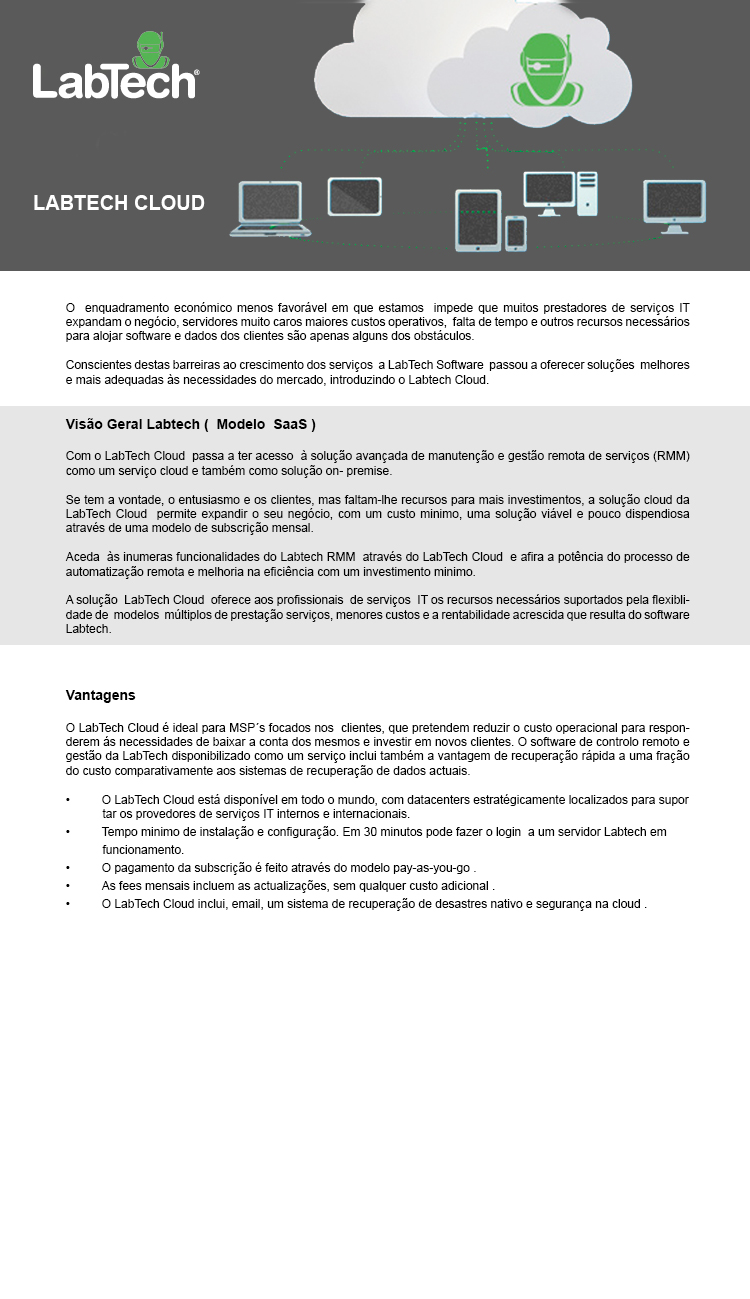 LabTech®
LABTECH CLOUD
O enquadramento económico menos favorável em que estamos impede que muitos prestadores de serviços IT
expandam o negócio, servidores muito caros maiores custos operativos, falta de tempo e outros recursos necessários
para alojar software e dados dos clientes são apenas alguns dos obstáculos.
Conscientes destas barreiras ao crescimento dos serviços a LabTech Software passou a oferecer soluções melhores
e mais adequadas às necessidades do mercado, introduzindo o Labtech Cloud.
Visão Geral Labtech ( Modelo SaaS )
Com o LabTech Cloud passa a ter acesso à solução avançada de manutenção e gestão remota de serviços (RMM)
como um serviço cloud e também como solução on- premise.
Se tem a vontade, o entusiasmo e os clientes, mas faltam-lhe recursos para mais investimentos, a solução cloud da
LabTech Cloud permite expandir o seu negócio, com um custo minimo, uma solução viável e pouco dispendiosa
através de uma modelo de subscrição mensal.
Aceda às inumeras funcionalidades do Labtech RMM através do LabTech Cloud e afira a potência do processo de
automatização remota e melhoria na eficiência com um investimento minimo.
A solução LabTech Cloud oferece aos profissionais de serviços IT os recursos necessários suportados pela flexibli-
dade de modelos múltiplos de prestação serviços, menores custos e a rentabilidade acrescida que resulta do software
Labtech.
Vantagens
O LabTech Cloud é ideal para MSP´s focados nos clientes, que pretendem reduzir o custo operacional para respon-
derem ás necessidades de baixar a conta dos mesmos e investir em novos clientes. O software de controlo remoto e
gestão da LabTech disponibilizado como um serviço inclui também a vantagem de recuperação rápida a uma fração
do custo comparativamente aos sistemas de recuperação de dados actuais.
• O LabTech Cloud está disponível em todo o mundo, com datacenters estratégicamente localizados para supor
tar os provedores de serviços IT internos e internacionais.
• Tempo minimo de instalação e configuração. Em 30 minutos pode fazer o login a um servidor Labtech em
funcionamento.
• O pagamento da subscrição é feito através do modelo pay-as-you-go .
• As fees mensais incluem as actualizações, sem qualquer custo adicional .
• O LabTech Cloud inclui, email, um sistema de recuperação de desastres nativo e segurança na cloud .